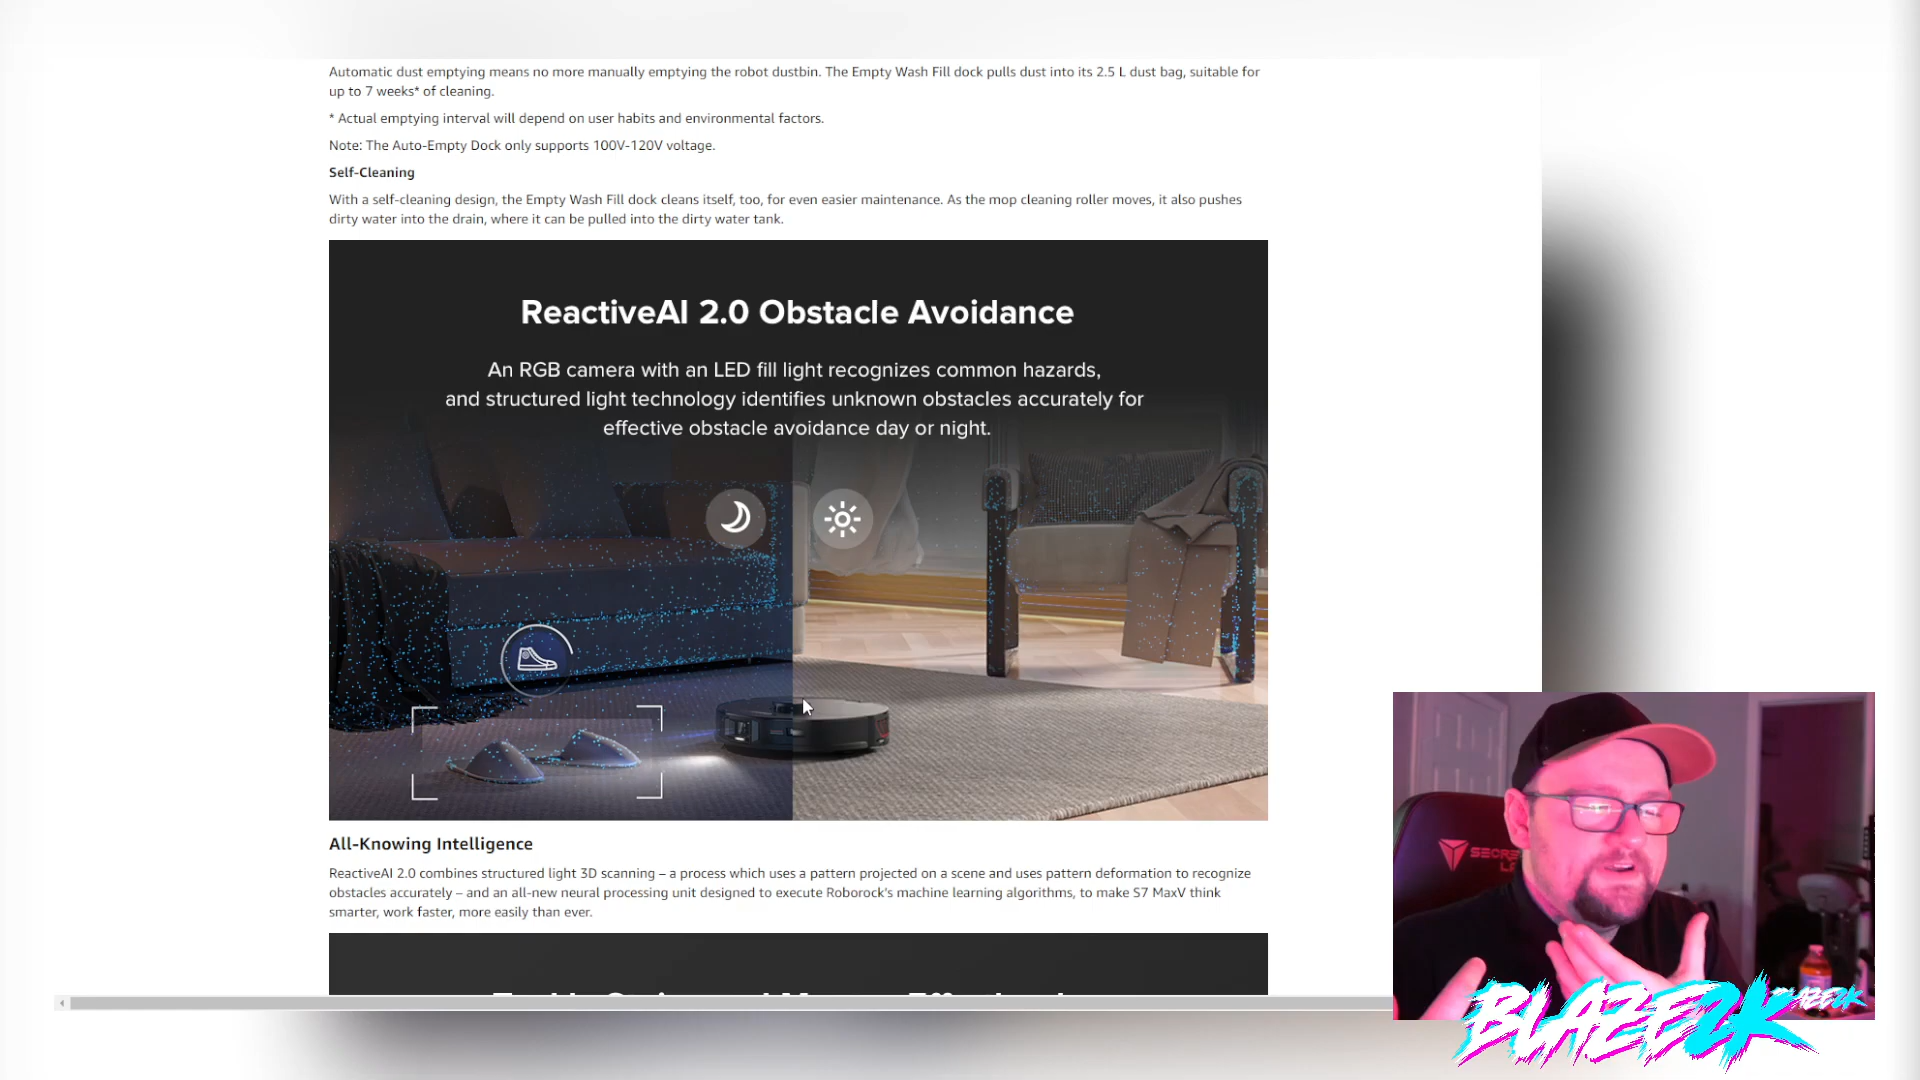 Automatic dust emptying means no more manually emptying the robot dustbin. The Empty Wash Fill dock pulls dust into its 2.5 L dust bag, suitable for
up to 7 weeks* of cleaning.
* Actual emptying interval will depend on user habits and environmental factors.
Note: The Auto-Empty Dock only supports 100V-120V voltage.
Self-Cleaning
With a self-cleaning design, the Empty Wash Fill dock cleans itself, too, for even easier maintenance. As the mop cleaning roller moves, it also pushes
dirty water into the drain, where it can be pulled into the dirty water tank.
ReactiveAI 2.0 Obstacle Avoidance
An RGB camera with an LED fill light recognizes common hazards,
and structured light technology identifies unknown obstacles accurately for
effective obstacle avoidance day or night.
All-Knowing Intelligence
ReactiveAI 2.0 combines structured light 3D scanning – a process which uses a pattern projected on a scene and uses pattern deformation to recognize
obstacles accurately – and an all-new neural processing unit designed to execute Roborock's machine learning algorithms, to make S7 MaxV think
smarter, work faster, more easily than ever.
BLAZE2K